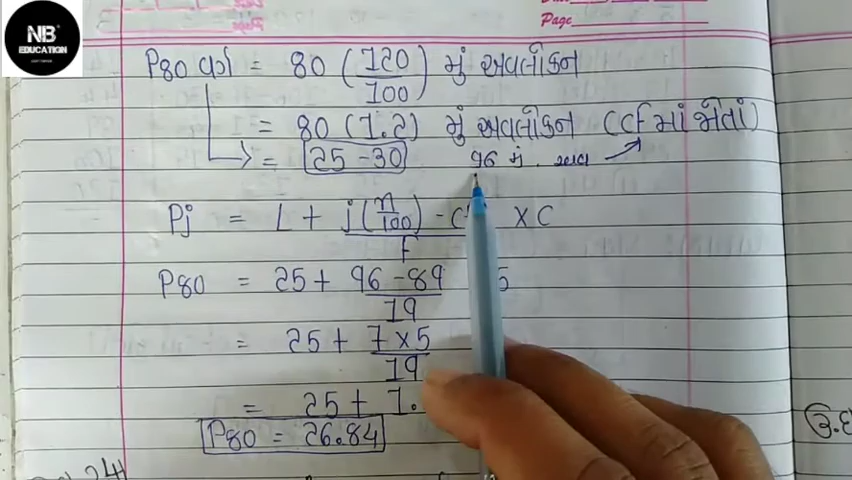 NB
EDUCATION
Page
P80 વર્ગ = 80 (120/100) મું અવલોકન
= 80 (1.2) મું અવલોકન (CF માં જોતાં)
= 25 - 30 96 મું.
Pj = L + j(n/100) - C × C
f
P80 = 25 + 96 - 89 5
19
= 25 + 7 × 5
19
= 25 + 1.
P80 = 26.84